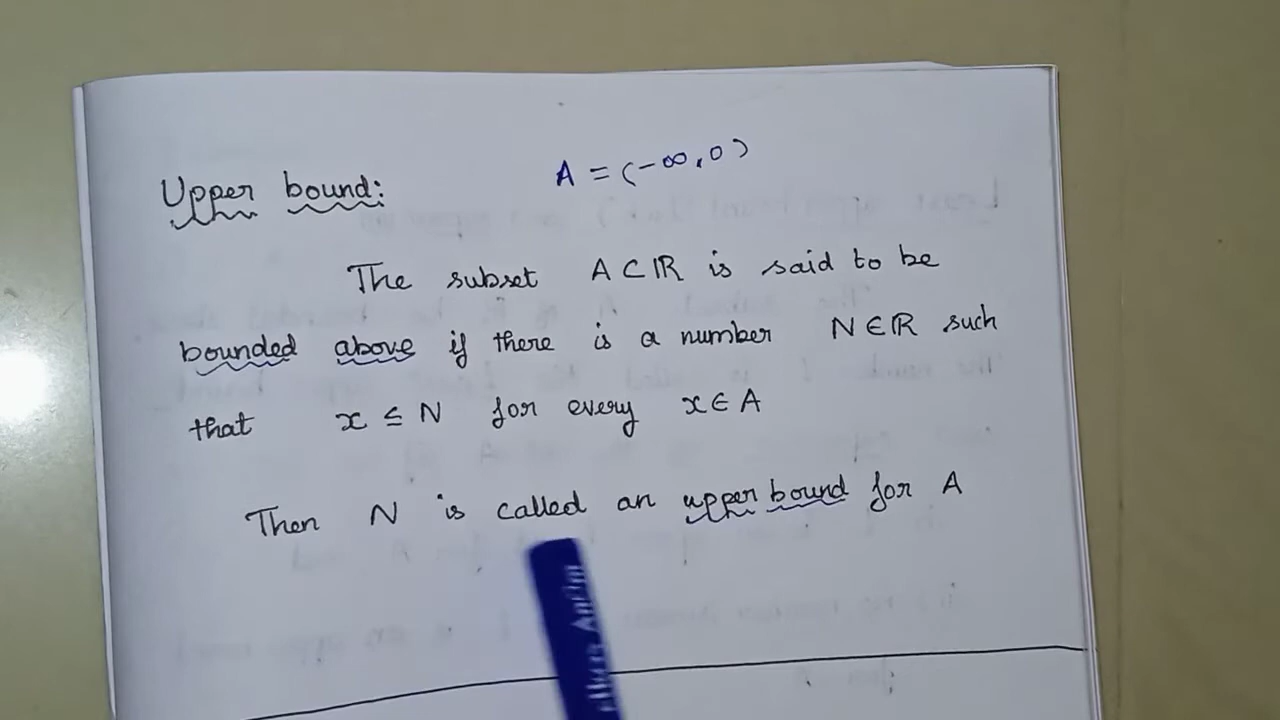 A = (-∞, 0)
Upper bound:
The subset A⊂ℝ is said to be
bounded above if there is a number N∈ℝ such
that x ≤ N for every x∈A
Then N is called an upper bound for A